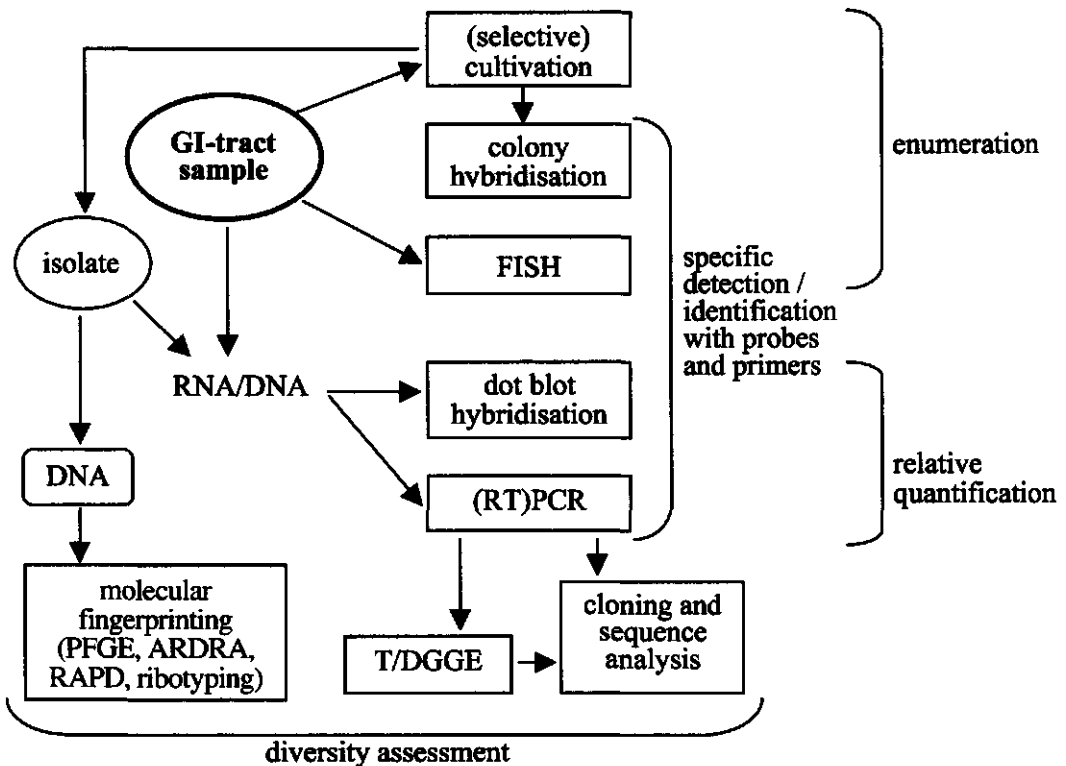 (selective)
cultivation
GI-tract
sample
colony
hvbridisation
enumeration
isolate
FISH
specific
detection /
identification
with probes
and primers
RNA/DNA
dot blot
hybridisation
DNA
(RT)PCR
relative
quantification
molecular
fingerprinting
(PFGE, ARDRA,
RAPD, ribotyping)
T/DGGE
cloning and
sequence
analysis
diversity assessment